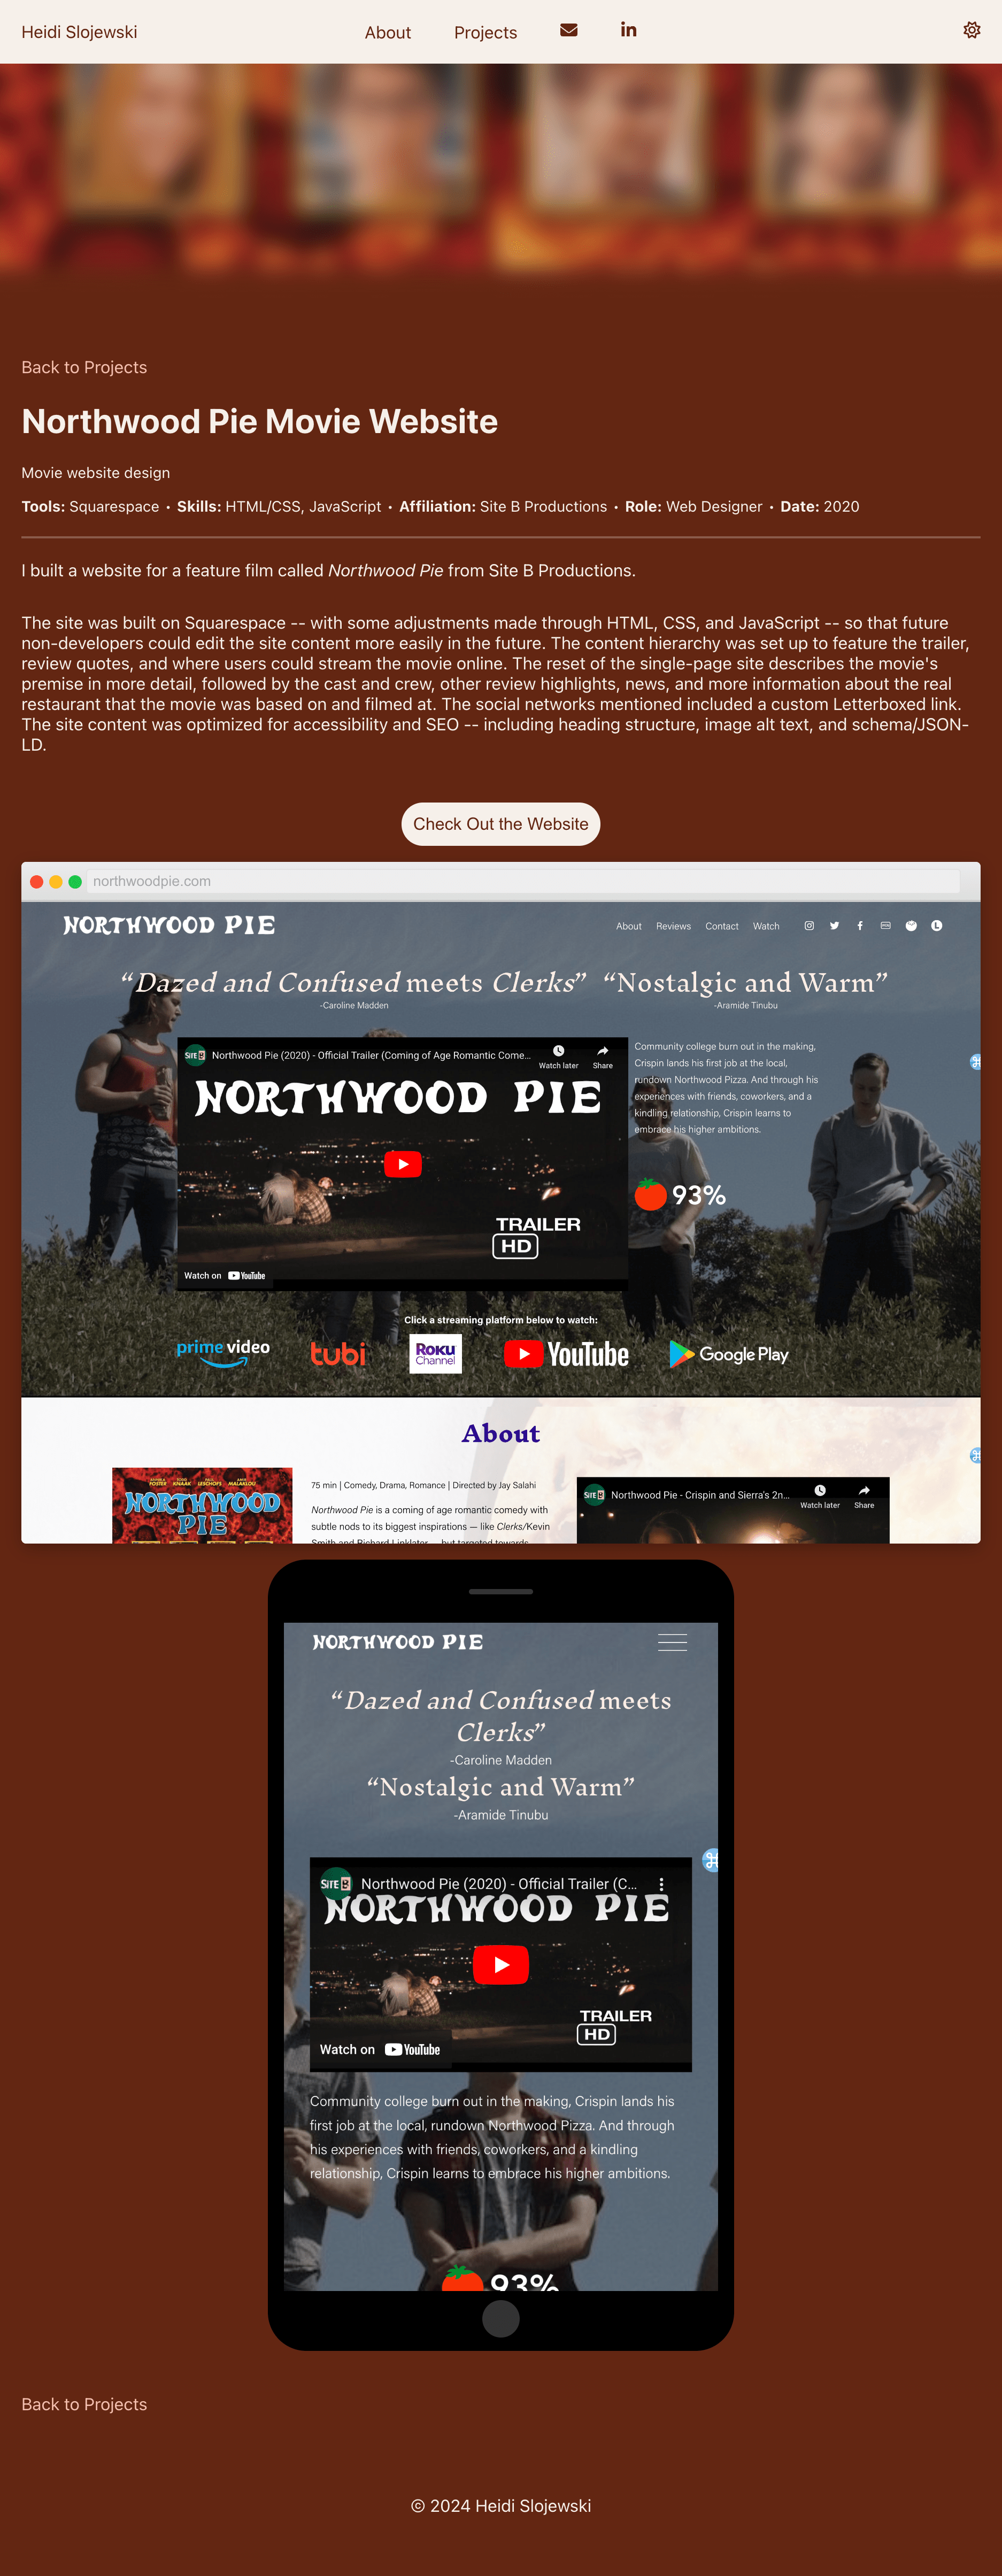 Heidi Slojewski
About Projects
Back to Projects
Northwood Pie Movie Website
Movie website design
Tools: Squarespace • Skills: HTML/CSS, JavaScript • Affiliation: Site B Productions • Role: Web Designer • Date: 2020
I built a website for a feature film called Northwood Pie from Site B Productions.
The site was built on Squarespace -- with some adjustments made through HTML, CSS, and JavaScript -- so that future
non-developers could edit the site content more easily in the future. The content hierarchy was set up to feature the trailer,
review quotes, and where users could stream the movie online. The reset of the single-page site describes the movie's
premise in more detail, followed by the cast and crew, other review highlights, news, and more information about the real
restaurant that the movie was based on and filmed at. The social networks mentioned included a custom Letterboxed link.
The site content was optimized for accessibility and SEO -- including heading structure, image alt text, and schema/JSON-
LD.
Check Out the Website
northwoodpie.com
NORTHWOOD PIE
About Reviews Contact Watch
“Dazed and Confused meets Clerks” “Nostalgic and Warm”
-Caroline Madden -Aramide Tinubu
SITE B Northwood Pie (2020) - Official Trailer (Coming of Age Romantic Come...
Watch later Share
NORTHWOOD PIE
TRAILER
HD
Watch on YouTube
Community college burn out in the making,
Crispin lands his first job at the local,
rundown Northwood Pizza. And through his
experiences with friends, coworkers, and a
kindling relationship, Crispin learns to
embrace his higher ambitions.
93%
Click a streaming platform below to watch:
prime video tubi Roku Channel YouTube Google Play
About
FOSTER KNAAK LESCHOFS MALAKLOU
NORTHWOOD
PIE
75 min | Comedy, Drama, Romance | Directed by Jay Salahi
Northwood Pie is a coming of age romantic comedy with
subtle nods to its biggest inspirations — like Clerks/Kevin
Smith and Richard Linklater — but targeted towards
SITE B Northwood Pie - Crispin and Sierra's 2n...
Watch later Share
NORTHWOOD PIE
“Dazed and Confused meets
Clerks”
-Caroline Madden
“Nostalgic and Warm”
-Aramide Tinubu
SITE B Northwood Pie (2020) - Official Trailer (C...
NORTHWOOD PIE
TRAILER
HD
Watch on YouTube
Community college burn out in the making, Crispin lands his
first job at the local, rundown Northwood Pizza. And through
his experiences with friends, coworkers, and a kindling
relationship, Crispin learns to embrace his higher ambitions.
93%
Back to Projects
© 2024 Heidi Slojewski